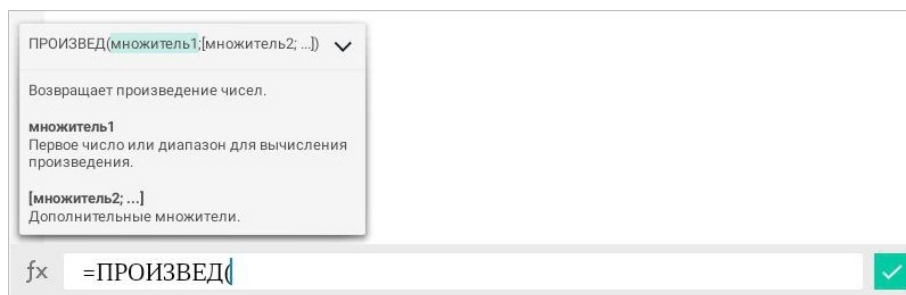 ПРОИЗВЕД(множитель1;[множитель2; ...])
Возвращает произведение чисел.
множитель1
Первое число или диапазон для вычисления
произведения.
[множитель2; ...]
Дополнительные множители.
fx =ПРОИЗВЕД(